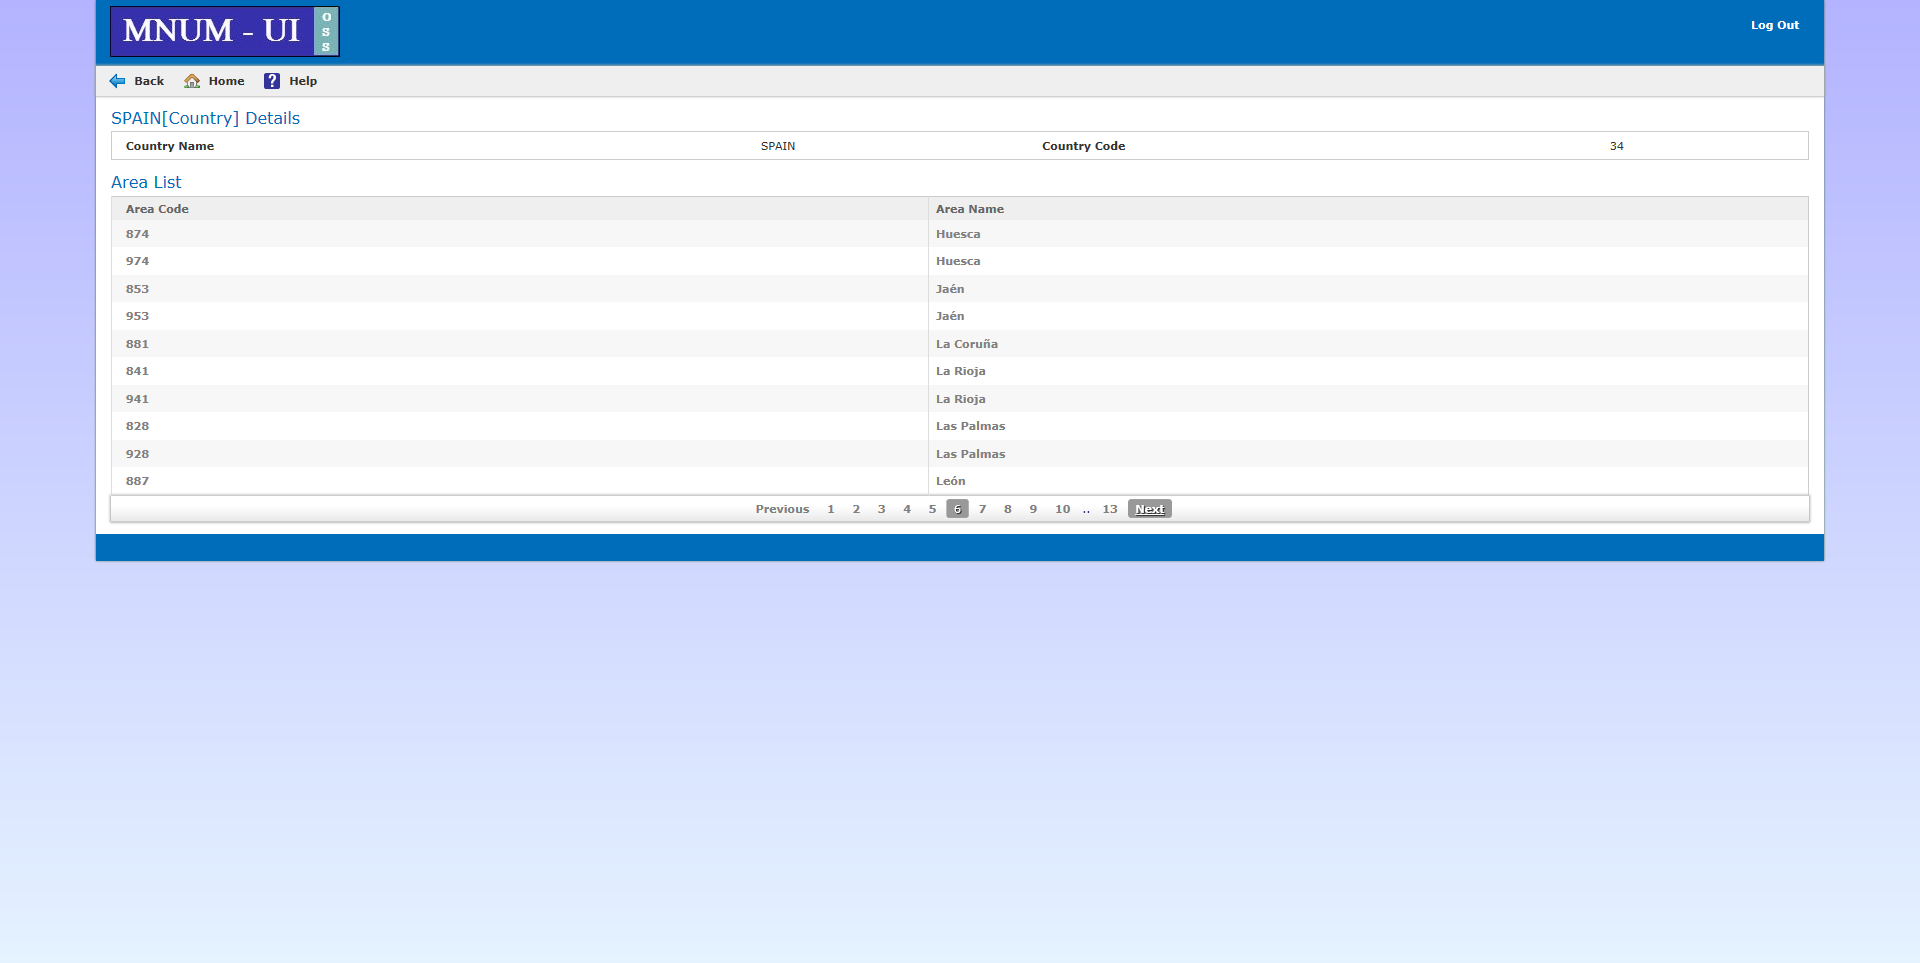 MNUM - UI OSS
Log Out
Back Home ? Help
SPAIN[Country] Details
Country Name SPAIN Country Code 34
Area List
Area Code Area Name
874 Huesca
974 Huesca
853 Jaén
953 Jaén
881 La Coruña
841 La Rioja
941 La Rioja
828 Las Palmas
928 Las Palmas
887 León
Previous 1 2 3 4 5 6 7 8 9 10 .. 13 Next